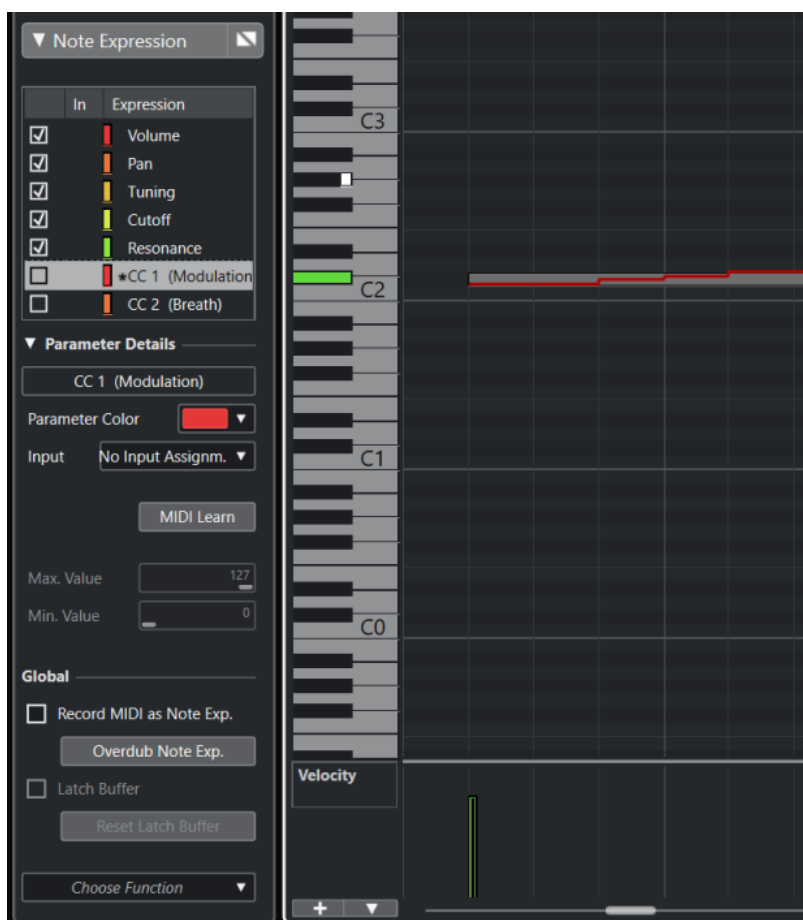 Note Expression
In Expression
Volume
Pan
Tuning
Cutoff
Resonance
*CC 1 (Modulation
CC 2 (Breath)
Parameter Details
CC 1 (Modulation)
Parameter Color
Input No Input Assignm.
MIDI Learn
Max. Value 127
Min. Value 0
Global
Record MIDI as Note Exp.
Overdub Note Exp.
Latch Buffer
Reset Latch Buffer
Choose Function
C3
C2
C1
C0
Velocity